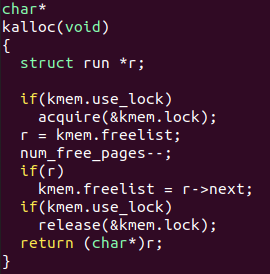 char*
kalloc(void)
{
  struct run *r;

  if(kmem.use_lock)
    acquire(&kmem.lock);
  r = kmem.freelist;
  num_free_pages--;
  if(r)
    kmem.freelist = r->next;
  if(kmem.use_lock)
    release(&kmem.lock);
  return (char*)r;
}